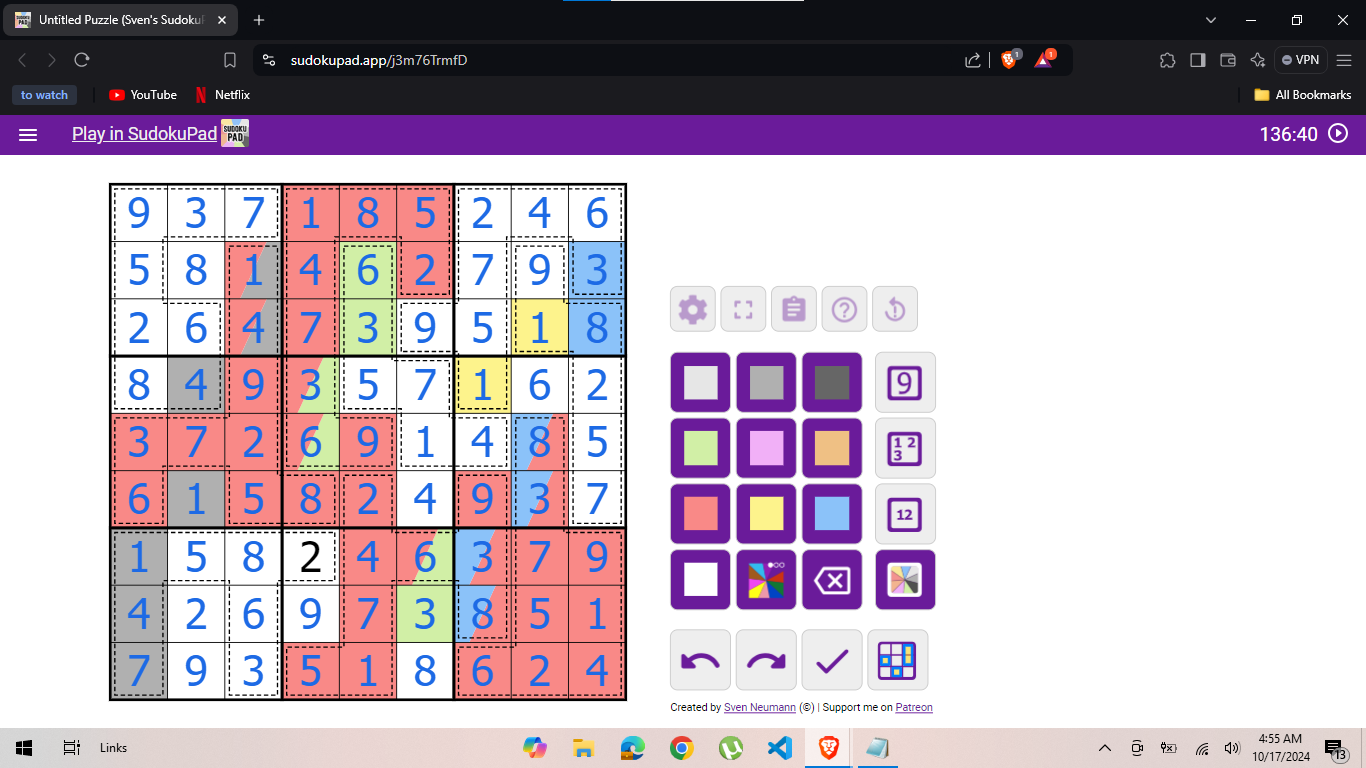 Untitled Puzzle (Sven's Sudoku
1
1
sudokupad.app/j3m76TrmfD
VPN
to watch
YouTube
Netflix
All Bookmarks
Play in SudokuPad
SUDOKU PAD
136:40
9 3 7 1 8 5 2 4 6
5 8 1 4 6 2 7 9 3
2 6 4 7 3 9 5 1 8
8 4 9 3 5 7 1 6 2
3 7 2 6 9 1 4 8 5
6 1 5 8 2 4 9 3 7
1 5 8 2 4 6 3 7 9
4 2 6 9 7 3 8 5 1
7 9 3 5 1 8 6 2 4
9
1 2
3
12
Created by Sven Neumann (©) | Support me on Patreon
Links
4:55 AM
10/17/2024
13